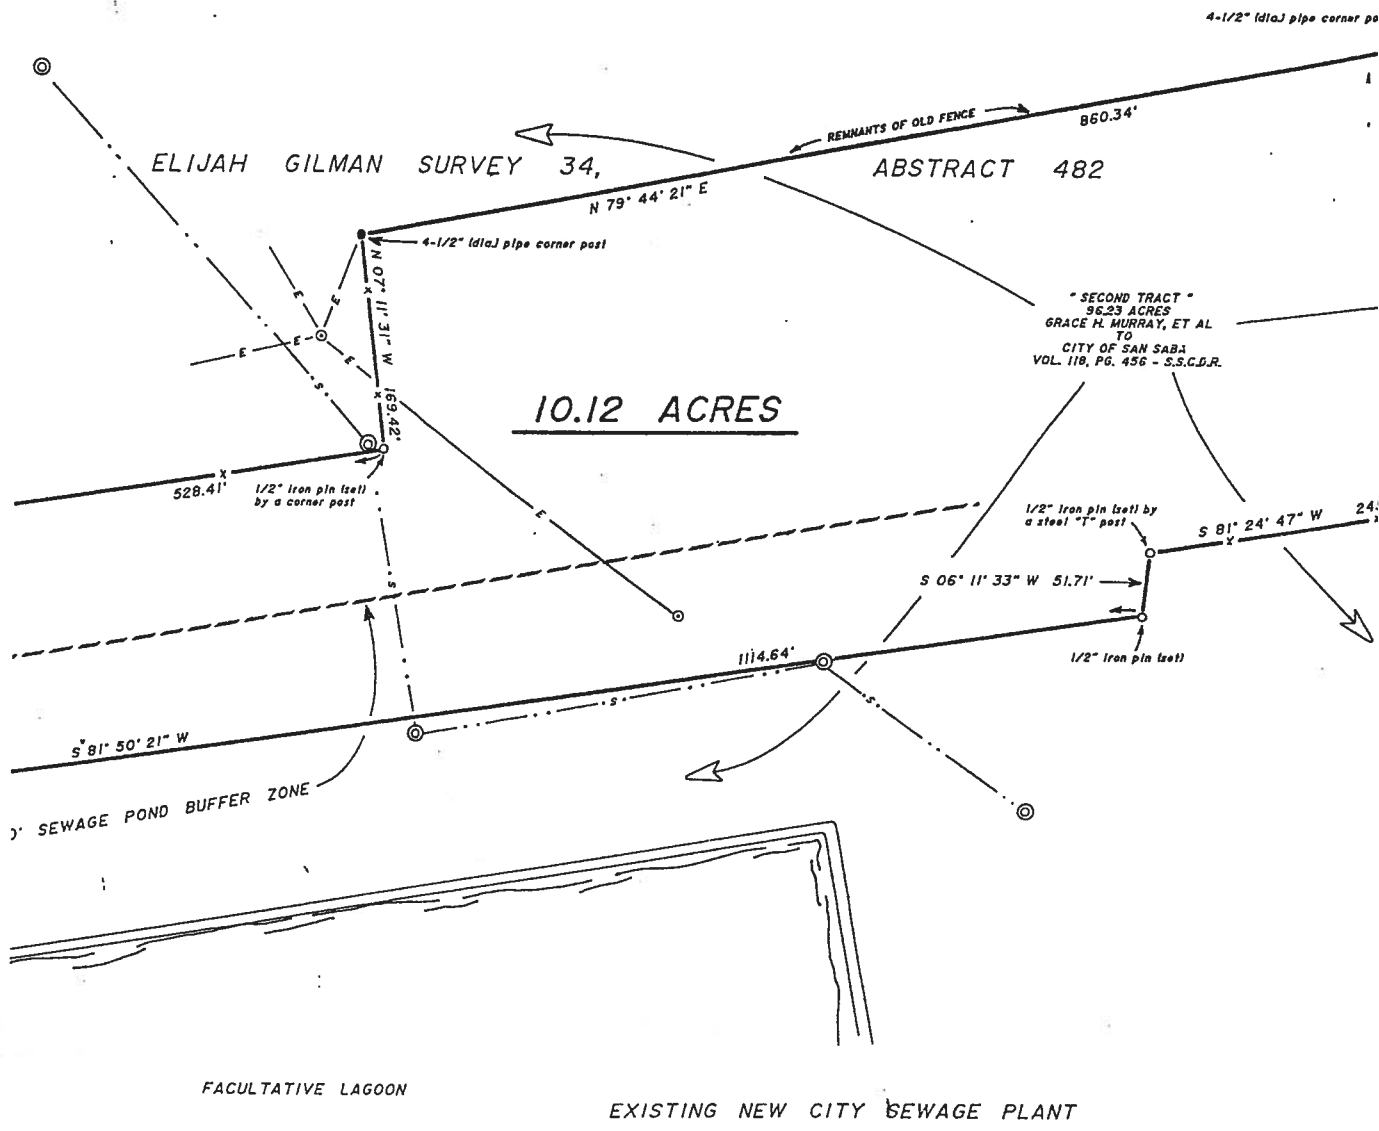 4-1/2" (dia.) pipe corner
REMNANTS OF OLD FENCE
860.34'
ELIJAH GILMAN SURVEY 34,
ABSTRACT 482
N 79° 44' 21" E
4-1/2" (dia.) pipe corner post
N 07° 11' 31" W
169.42'
E
E
E
E
E
S
"SECOND TRACT"
96.23 ACRES
GRACE H. MURRAY, ET AL
TO
CITY OF SAN SABA
VOL. 118, PG. 456 - S.S.C.D.R.
10.12 ACRES
528.41'
1/2" iron pin (set)
by a corner post
1/2" iron pin (set) by
a steel "T" post
S 81° 24' 47" W
S
S 06° 11' 33" W 51.71'
1/2" iron pin (set)
1114.64'
S
S
S 81° 50' 21" W
0' SEWAGE POND BUFFER ZONE
FACULTATIVE LAGOON
EXISTING NEW CITY SEWAGE PLANT